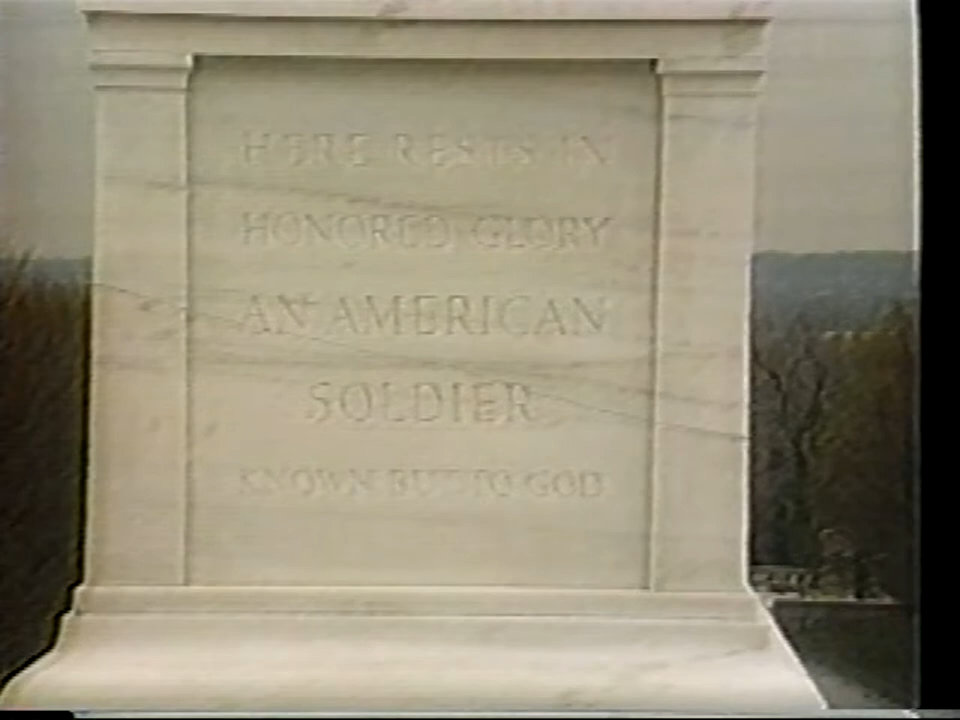 HERE RESTS IN
HONORED GLORY
AN AMERICAN
SOLDIER
KNOWN BUT TO GOD